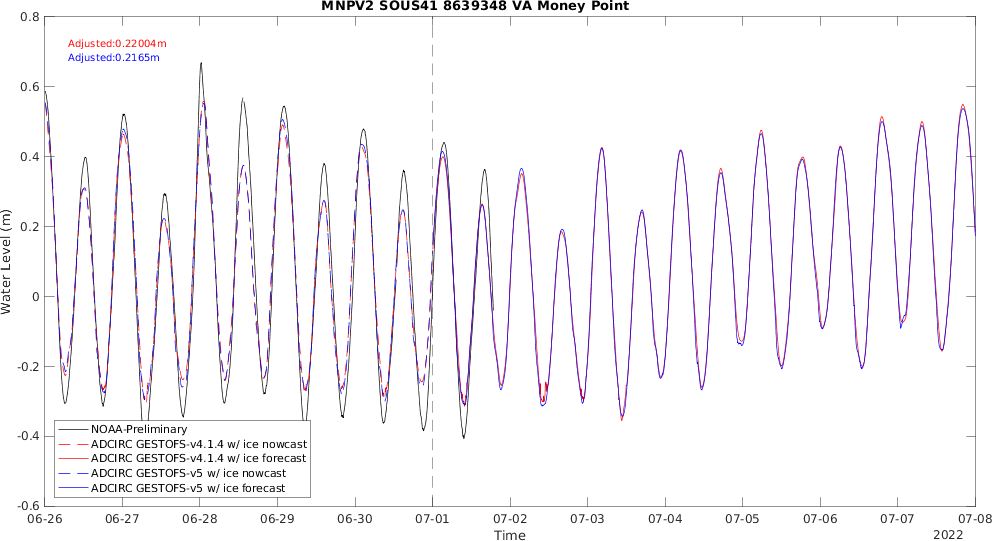 MNPV2 SOUS41 8639348 VA Money Point
0.8
Adjusted:0.22004m
Adjusted:0.2165m
0.6
0.4
0.2
0
-0.2
-0.4
-0.6
Water Level (m)
NOAA-Preliminary
ADCIRC GESTOFS-v4.1.4 w/ ice nowcast
ADCIRC GESTOFS-v4.1.4 w/ ice forecast
ADCIRC GESTOFS-v5 w/ ice nowcast
ADCIRC GESTOFS-v5 w/ ice forecast
06-26 06-27 06-28 06-29 06-30 07-01 07-02 07-03 07-04 07-05 07-06 07-07 07-08
Time
2022